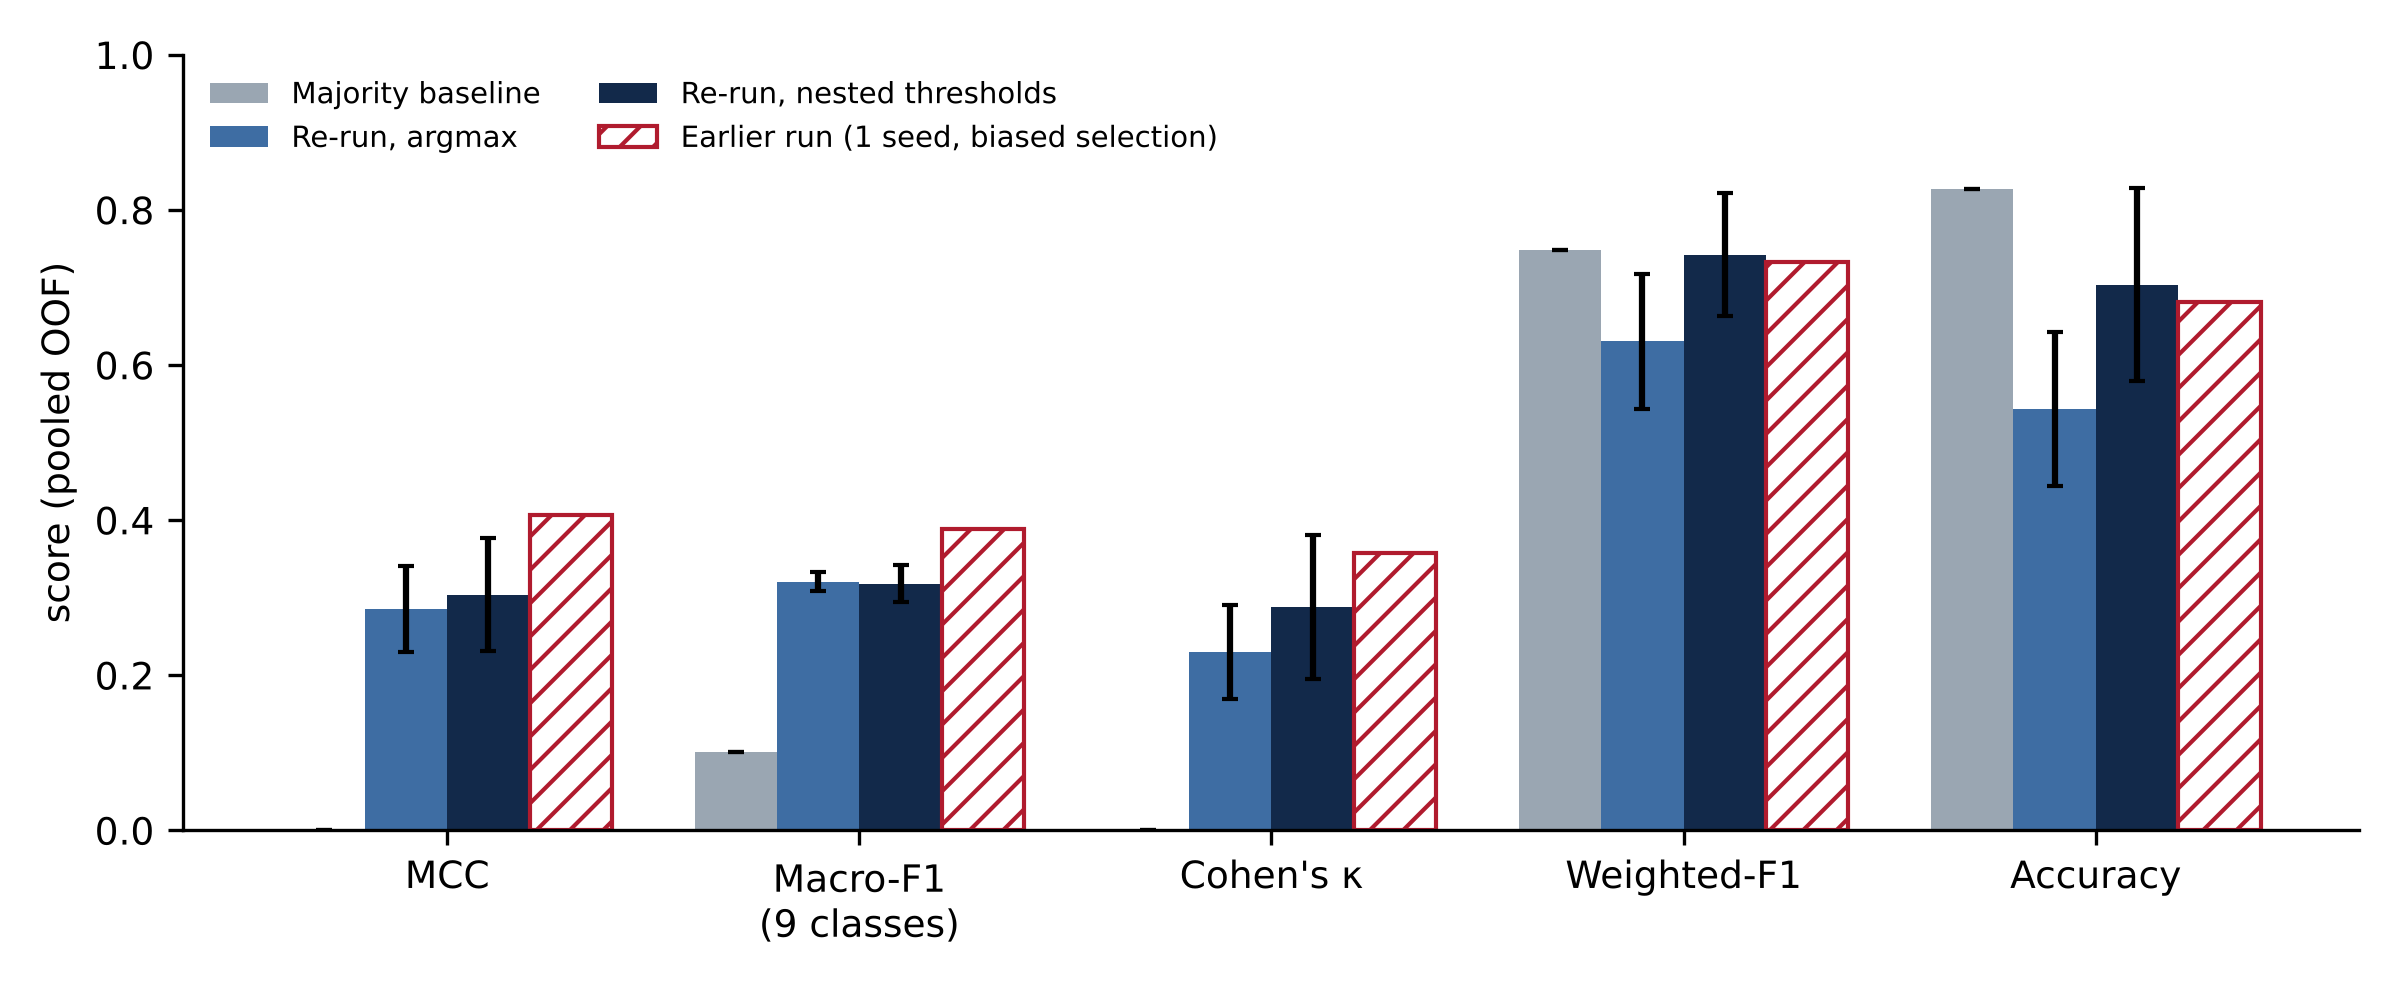 1.0
0.8
0.6
0.4
0.2
0.0
score (pooled OOF)
Majority baseline
Re-run, argmax
Re-run, nested thresholds
Earlier run (1 seed, biased selection)
MCC
Macro-F1
(9 classes)
Cohen's κ
Weighted-F1
Accuracy